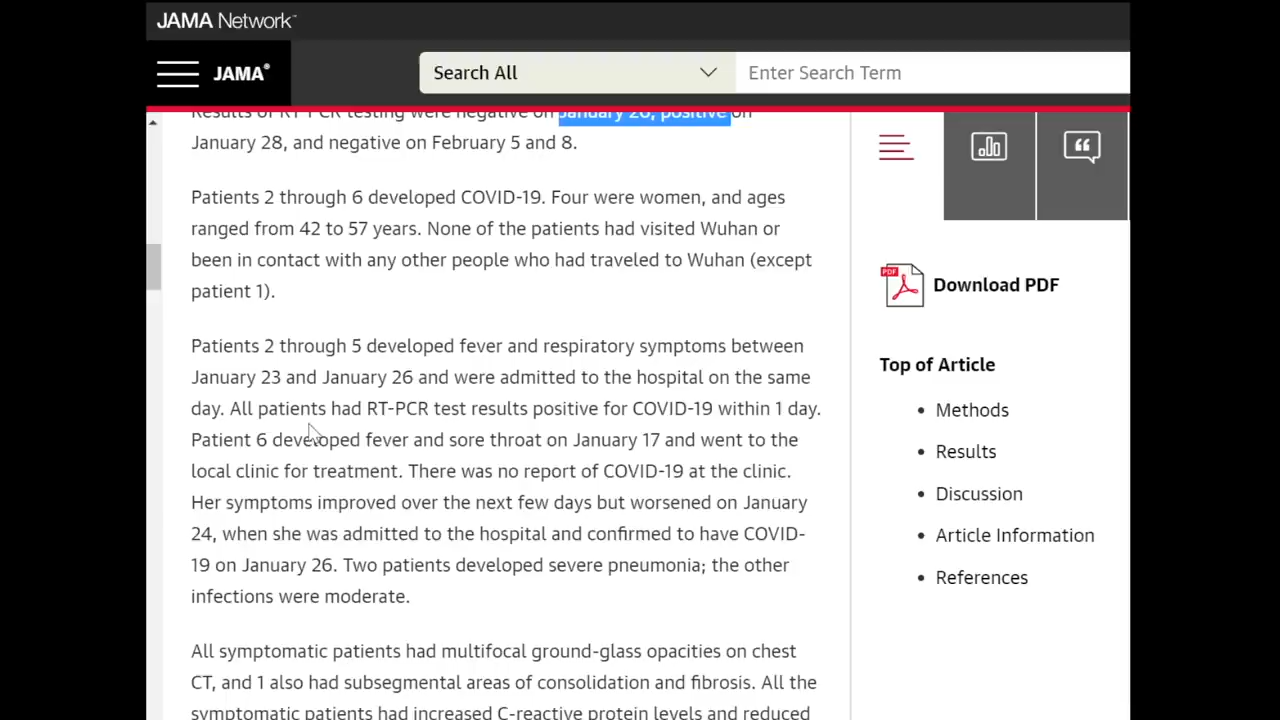 JAMA Network™
JAMA®
Search All
Enter Search Term
Results of RT-PCR testing were negative on January 26, positive on
January 28, and negative on February 5 and 8.
Patients 2 through 6 developed COVID-19. Four were women, and ages
ranged from 42 to 57 years. None of the patients had visited Wuhan or
been in contact with any other people who had traveled to Wuhan (except
patient 1).
Patients 2 through 5 developed fever and respiratory symptoms between
January 23 and January 26 and were admitted to the hospital on the same
day. All patients had RT-PCR test results positive for COVID-19 within 1 day.
Patient 6 developed fever and sore throat on January 17 and went to the
local clinic for treatment. There was no report of COVID-19 at the clinic.
Her symptoms improved over the next few days but worsened on January
24, when she was admitted to the hospital and confirmed to have COVID-
19 on January 26. Two patients developed severe pneumonia; the other
infections were moderate.
All symptomatic patients had multifocal ground-glass opacities on chest
CT, and 1 also had subsegmental areas of consolidation and fibrosis. All the
symptomatic patients had increased C-reactive protein levels and reduced
PDF
Download PDF
Top of Article
• Methods
• Results
• Discussion
• Article Information
• References